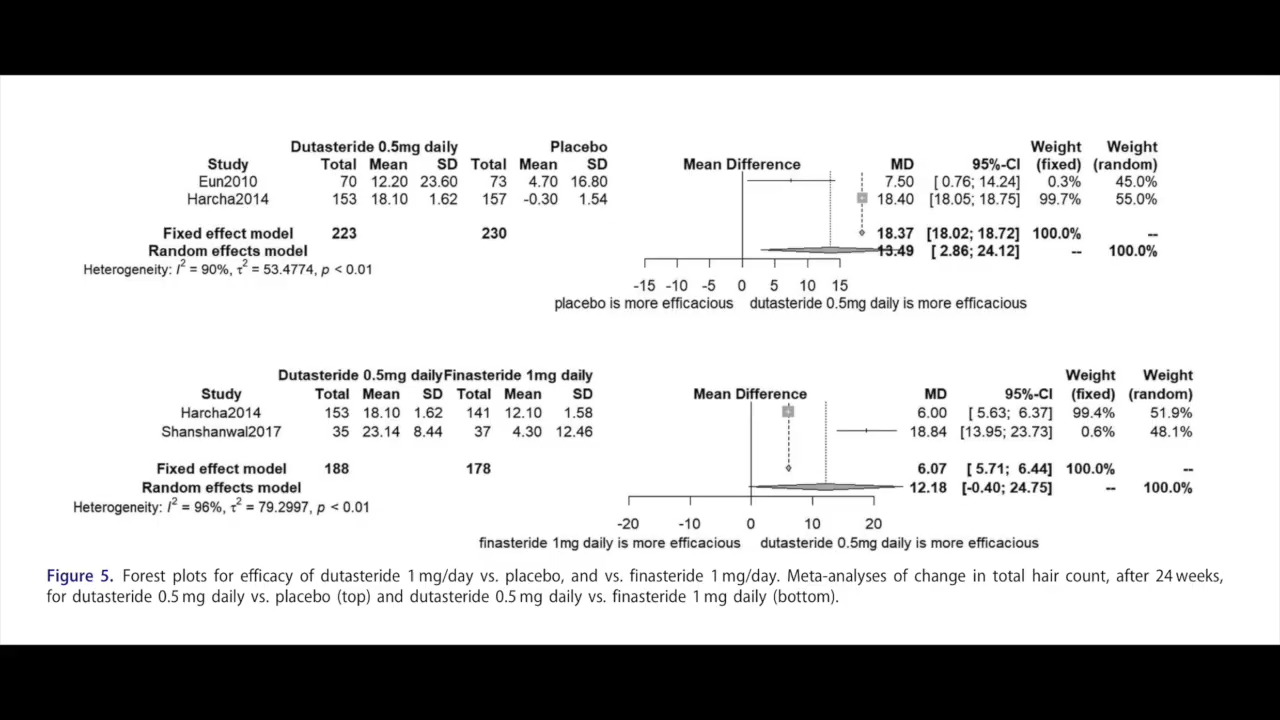 Dutasteride 0.5mg daily Placebo Weight Weight
Study Total Mean SD Total Mean SD Mean Difference MD 95%-CI (fixed) (random)
Eun2010 70 12.20 23.60 73 4.70 16.80 7.50 [ 0.76; 14.24] 0.3% 45.0%
Harcha2014 153 18.10 1.62 157 -0.30 1.54 18.40 [18.05; 18.75] 99.7% 55.0%
Fixed effect model 223 230 18.37 [18.02; 18.72] 100.0% --
Random effects model 13.49 [ 2.86; 24.12] -- 100.0%
Heterogeneity: I² = 90%, τ² = 53.4774, p < 0.01
-15 -10 -5 0 5 10 15
placebo is more efficacious dutasteride 0.5mg daily is more efficacious
Dutasteride 0.5mg daily Finasteride 1mg daily Weight Weight
Study Total Mean SD Total Mean SD Mean Difference MD 95%-CI (fixed) (random)
Harcha2014 153 18.10 1.62 141 12.10 1.58 6.00 [ 5.63; 6.37] 99.4% 51.9%
Shanshanwal2017 35 23.14 8.44 37 4.30 12.46 18.84 [13.95; 23.73] 0.6% 48.1%
Fixed effect model 188 178 6.07 [ 5.71; 6.44] 100.0% --
Random effects model 12.18 [-0.40; 24.75] -- 100.0%
Heterogeneity: I² = 96%, τ² = 79.2997, p < 0.01
-20 -10 0 10 20
finasteride 1mg daily is more efficacious dutasteride 0.5mg daily is more efficacious
Figure 5. Forest plots for efficacy of dutasteride 1 mg/day vs. placebo, and vs. finasteride 1 mg/day. Meta-analyses of change in total hair count, after 24 weeks,
for dutasteride 0.5 mg daily vs. placebo (top) and dutasteride 0.5 mg daily vs. finasteride 1 mg daily (bottom).